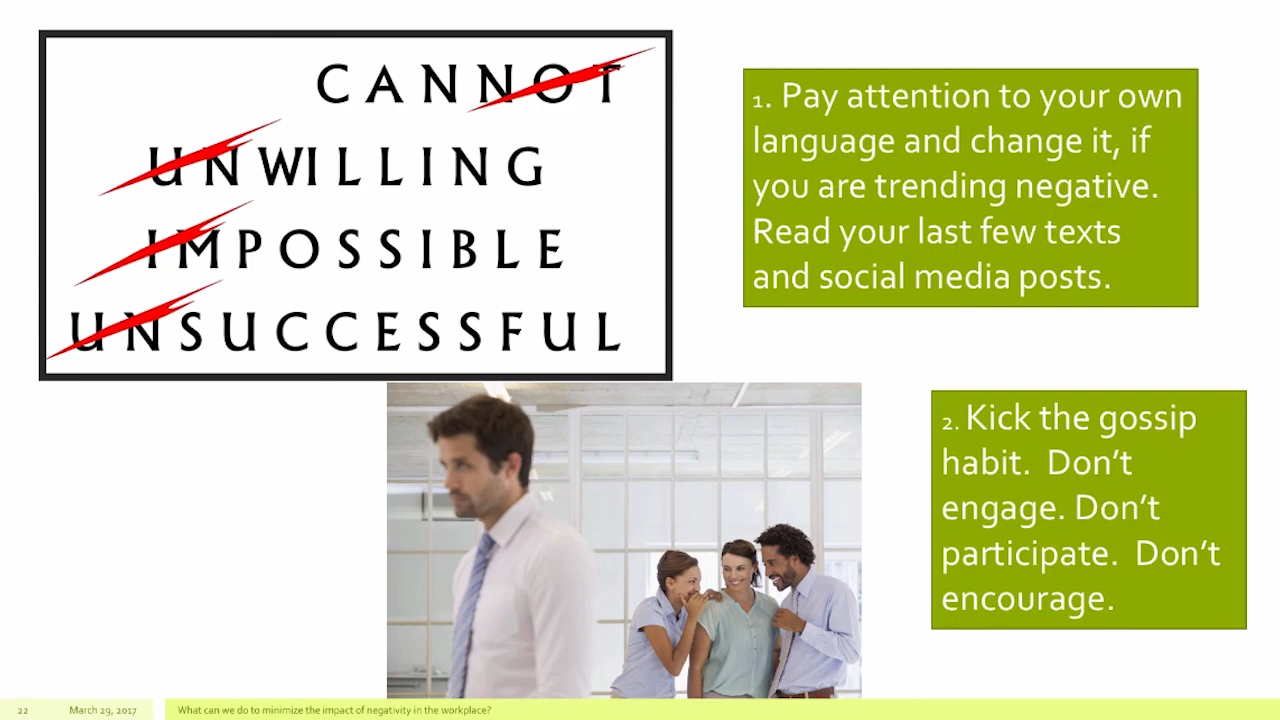 CANNOT
UNWILLING
IMPOSSIBLE
UNSUCCESSFUL
1. Pay attention to your own
language and change it, if
you are trending negative.
Read your last few texts
and social media posts.
2. Kick the gossip
habit.  Don’t
engage. Don’t
participate.  Don’t
encourage.
22 March 29, 2017 What can we do to minimize the impact of negativity in the workplace?